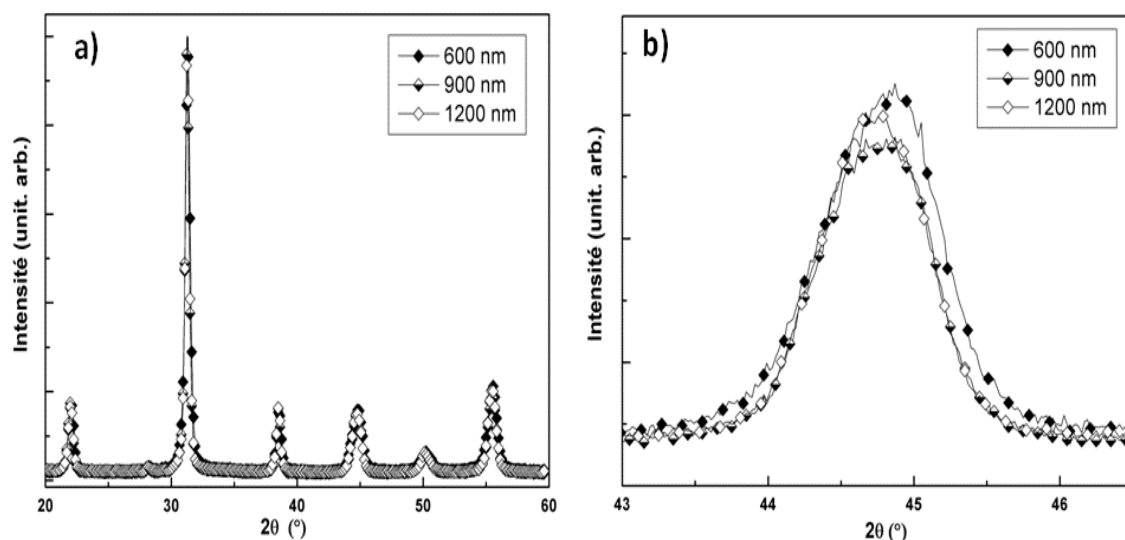 a)
600 nm
900 nm
1200 nm
Intensité (unit. arb.)
20 30 40 50 60
2θ (°)
b)
600 nm
900 nm
1200 nm
Intensité (unit. arb.)
43 44 45 46
2θ (°)